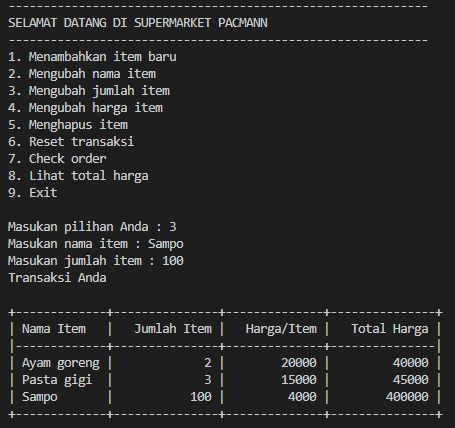 ------------------------------------------------------------
SELAMAT DATANG DI SUPERMARKET PACMANN
------------------------------------------------------------
1. Menambahkan item baru
2. Mengubah nama item
3. Mengubah jumlah item
4. Mengubah harga item
5. Menghapus item
6. Reset transaksi
7. Check order
8. Lihat total harga
9. Exit

Masukan pilihan Anda : 3
Masukan nama item : Sampo
Masukan jumlah item : 100
Transaksi Anda

+-------------+---------------+--------------+---------------+
| Nama Item   |   Jumlah Item |   Harga/Item |   Total Harga |
|-------------+---------------+--------------+---------------|
| Ayam goreng |             2 |        20000 |         40000 |
| Pasta gigi  |             3 |        15000 |         45000 |
| Sampo       |           100 |         4000 |        400000 |
+-------------+---------------+--------------+---------------+